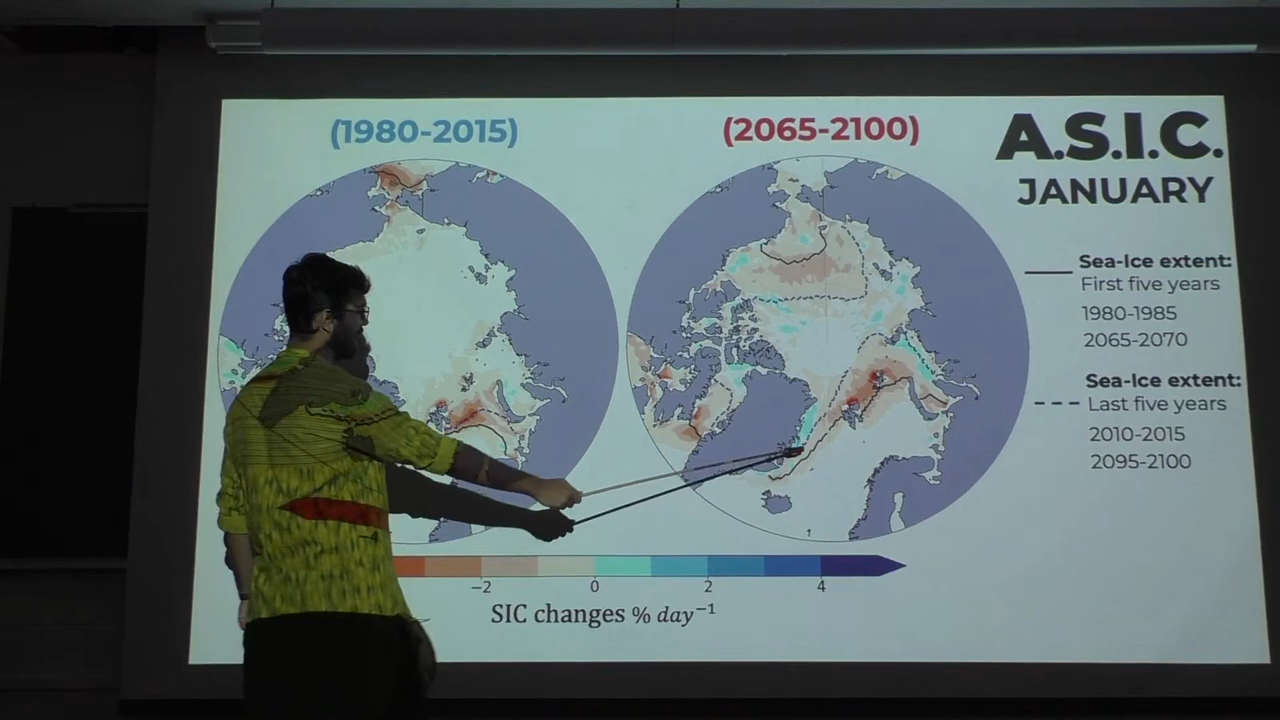 (1980-2015)
(2065-2100)
A.S.I.C.
JANUARY
Sea-Ice extent:
First five years
1980-1985
2065-2070
Sea-Ice extent:
Last five years
2010-2015
2095-2100
−4
−2
0
2
4
SIC changes % day⁻¹